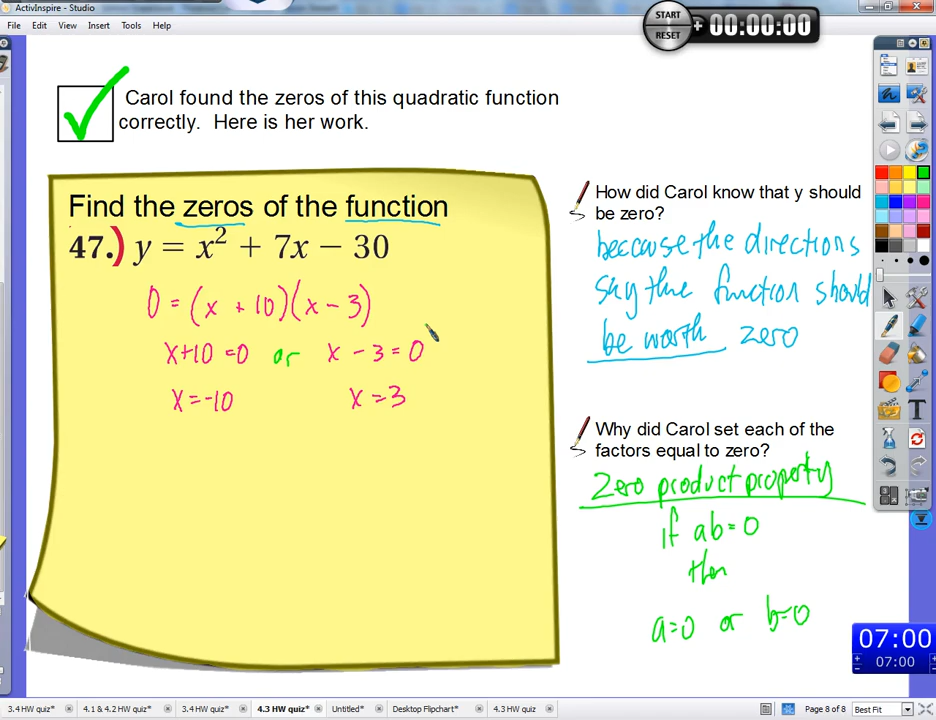 ActivInspire - Studio
File Edit View Insert Tools
START
RESET
00:00:00
Carol found the zeros of this quadratic function
correctly. Here is her work.
Find the zeros of the function
47.) y = x² + 7x − 30
0 = (x + 10)(x − 3)
x+10 =0 or x − 3 = 0
x = -10 x = 3
How did Carol know that y should
be zero?
because the directions
say the function should
be worth zero
Why did Carol set each of the
factors equal to zero?
Zero product property
if ab = 0
then
a=0 or b=0
07:00
07:00
3.4 HW quiz* 4.1 & 4.2 HW quiz* 3.4 HW quiz* 4.3 HW quiz* Untitled* Desktop Flipchart* 4.3 HW quiz
Page 8 of 8 Best Fit